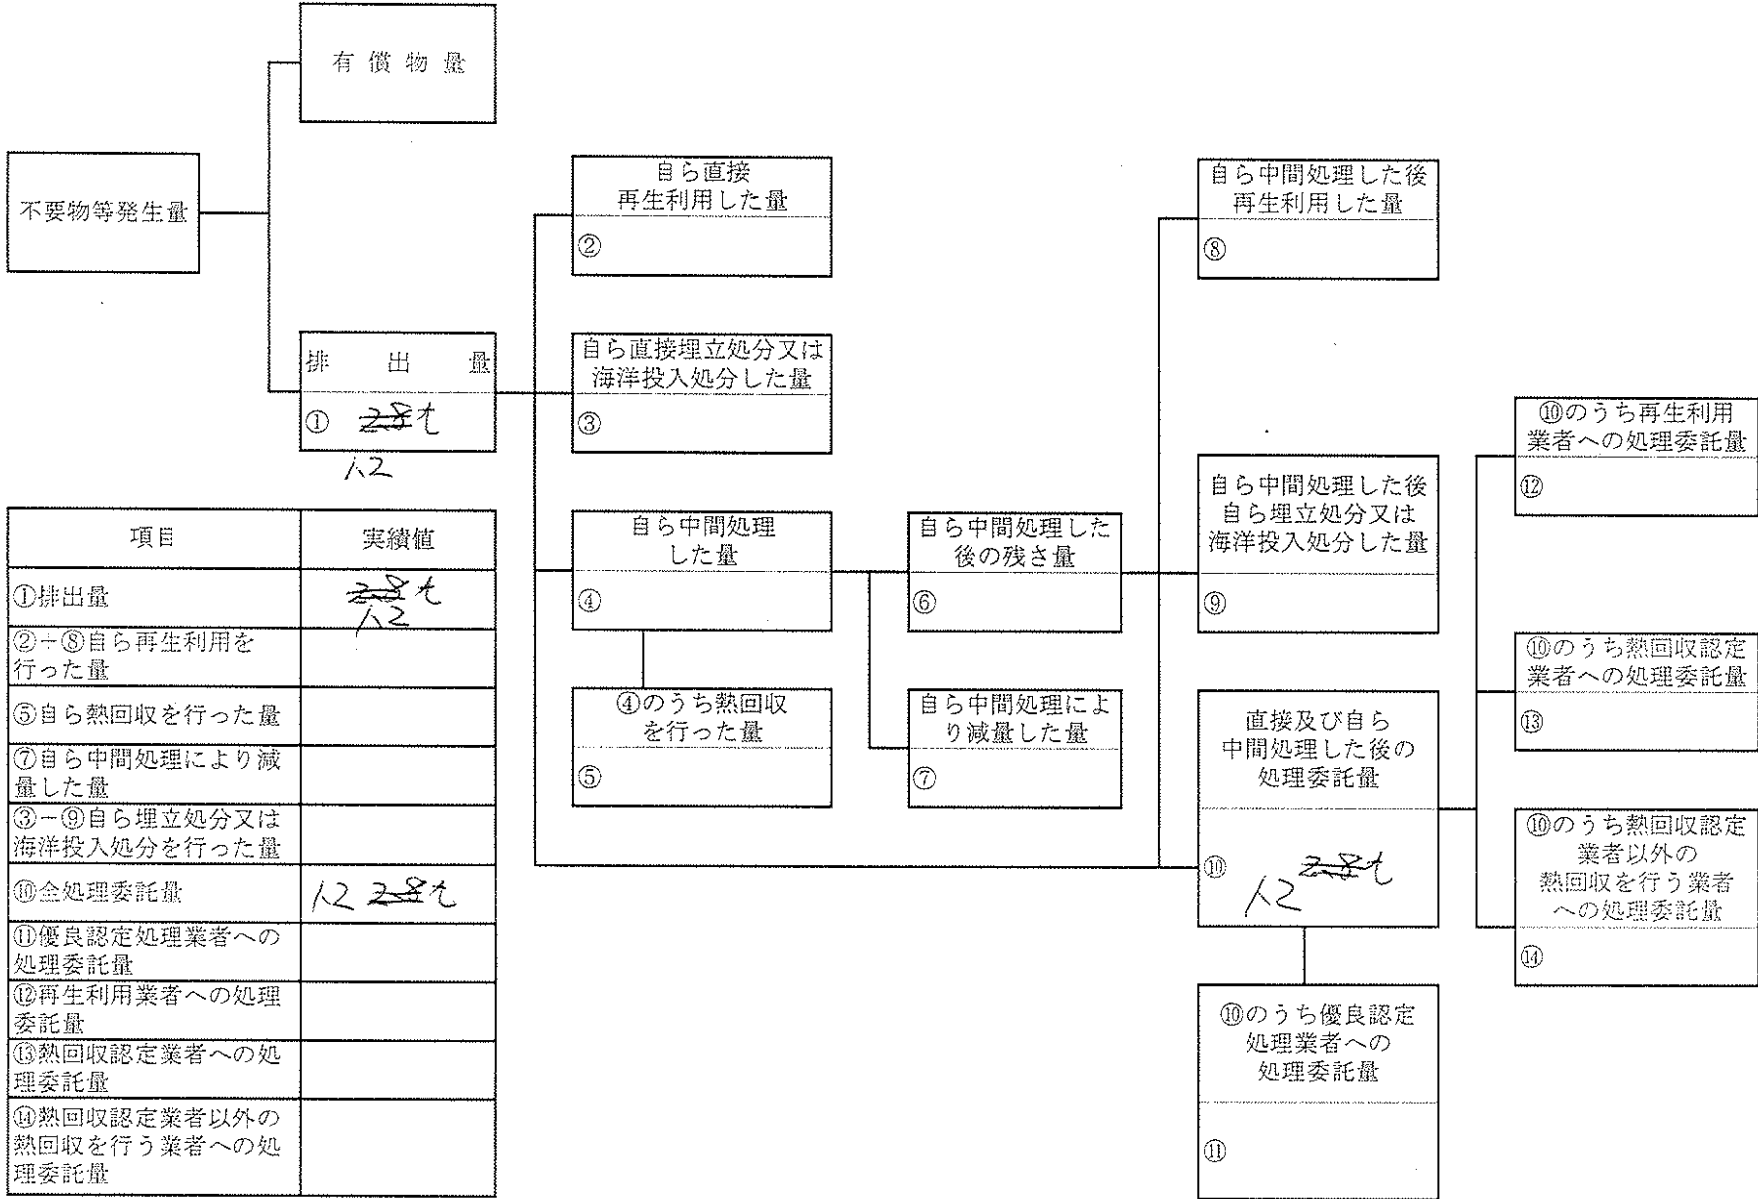 有償物量
不要物等発生量
排出量
① 2.8t
1.2
自ら直接
再生利用した量
②
自ら直接埋立処分又は
海洋投入処分した量
③
自ら中間処理
した量
④
④のうち熱回収
を行った量
⑤
自ら中間処理した
後の残さ量
⑥
自ら中間処理によ
り減量した量
⑦
自ら中間処理した後
再生利用した量
⑧
自ら中間処理した後
自ら埋立処分又は
海洋投入処分した量
⑨
直接及び自ら
中間処理した後の
処理委託量
⑩ 2.8t
1.2
⑩のうち優良認定
処理業者への
処理委託量
⑪
⑩のうち再生利用
業者への処理委託量
⑫
⑩のうち熱回収認定
業者への処理委託量
⑬
⑩のうち熱回収認定
業者以外の
熱回収を行う業者
への処理委託量
⑭
項目 実績値
①排出量 2.8t
1.2
②+⑧自ら再生利用を
行った量
⑤自ら熱回収を行った量
⑦自ら中間処理により減
量した量
③-⑨自ら埋立処分又は
海洋投入処分を行った量
⑩全処理委託量 1.2 2.8t
⑪優良認定処理業者への
処理委託量
⑫再生利用業者への処理
委託量
⑬熱回収認定業者への処
理委託量
⑭熱回収認定業者以外の
熱回収を行う業者への処
理委託量